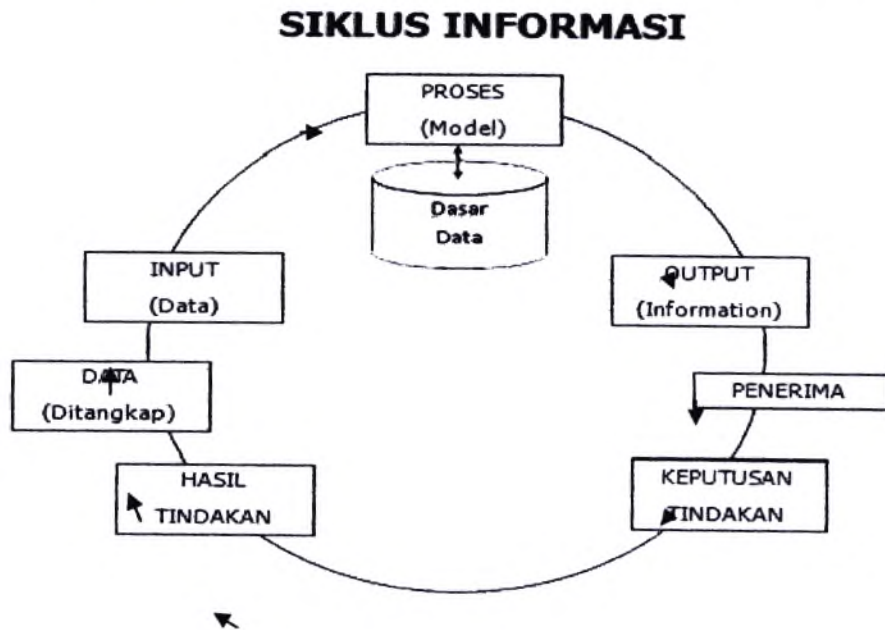 SIKLUS INFORMASI
PROSES
(Model)
Dasar
Data
INPUT
(Data)
OUTPUT
(Information)
DATA
(Ditangkap)
PENERIMA
HASIL
TINDAKAN
KEPUTUSAN
TINDAKAN